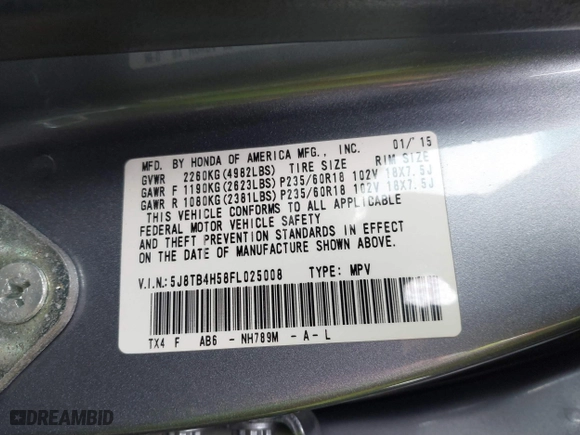 MFD. BY HONDA OF AMERICA MFG., INC. 01/'15
GVWR 2260KG(4982LBS) TIRE SIZE RIM SIZE
GAWR F 1190KG(2623LBS) P235/60R18 102V 18X7.5J
GAWR R 1080KG(2381LBS) P235/60R18 102V 18X7.5J
THIS VEHICLE CONFORMS TO ALL APPLICABLE
FEDERAL MOTOR VEHICLE SAFETY
AND THEFT PREVENTION STANDARDS IN EFFECT
ON THE DATE OF MANUFACTURE SHOWN ABOVE.
V.I.N.:5J8TB4H58FL025008 TYPE: MPV
TX4 F AB6 - NH789M - A - L
DREAMBID